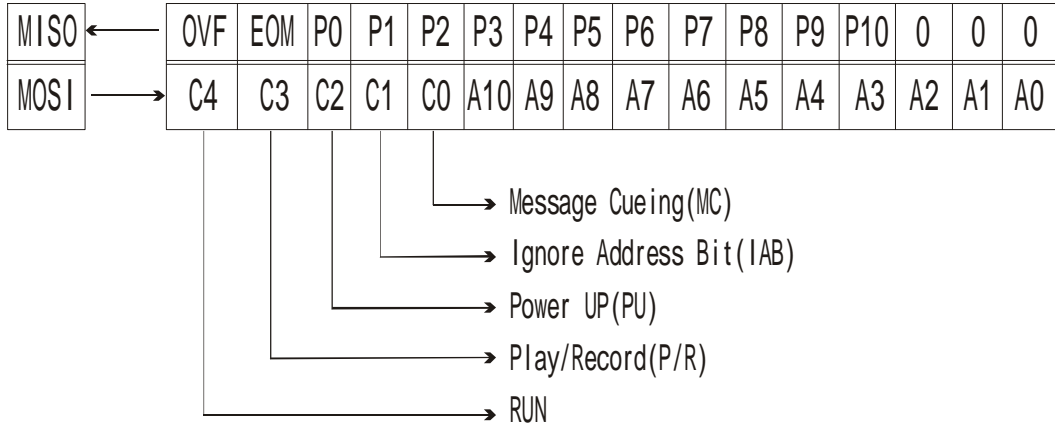 MISO OVF EOM P0 P1 P2 P3 P4 P5 P6 P7 P8 P9 P10 0 0 0
MOSI C4 C3 C2 C1 C0 A10 A9 A8 A7 A6 A5 A4 A3 A2 A1 A0
Message Cueing(MC)
Ignore Address Bit(IAB)
Power UP(PU)
Play/Record(P/R)
RUN